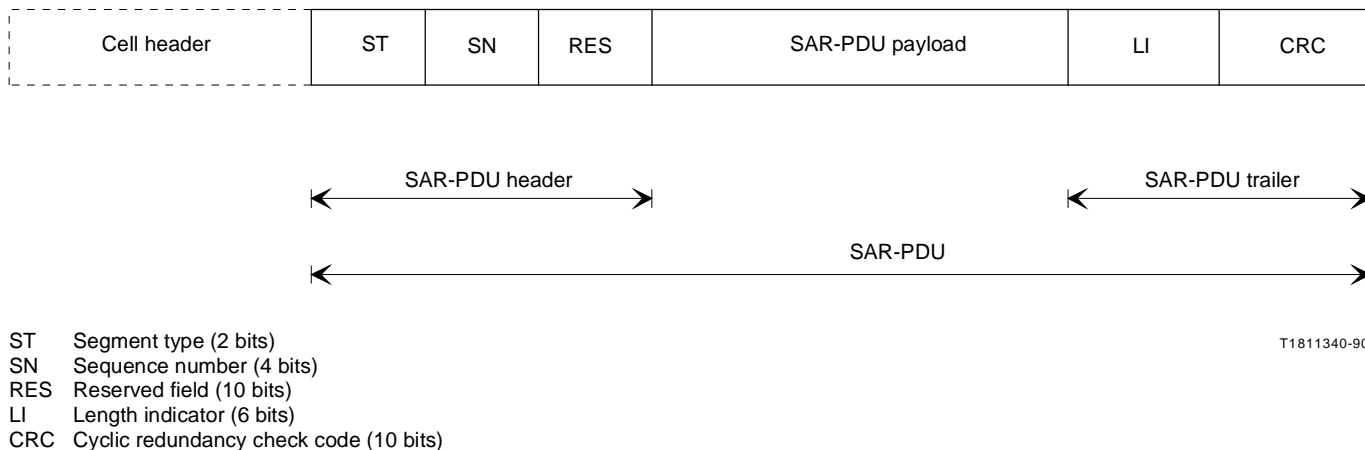 Cell header ST SN RES SAR-PDU payload LI CRC
SAR-PDU header SAR-PDU trailer
SAR-PDU
ST Segment type (2 bits)
SN Sequence number (4 bits)
RES Reserved field (10 bits)
LI Length indicator (6 bits)
CRC Cyclic redundancy check code (10 bits)
T1811340-90